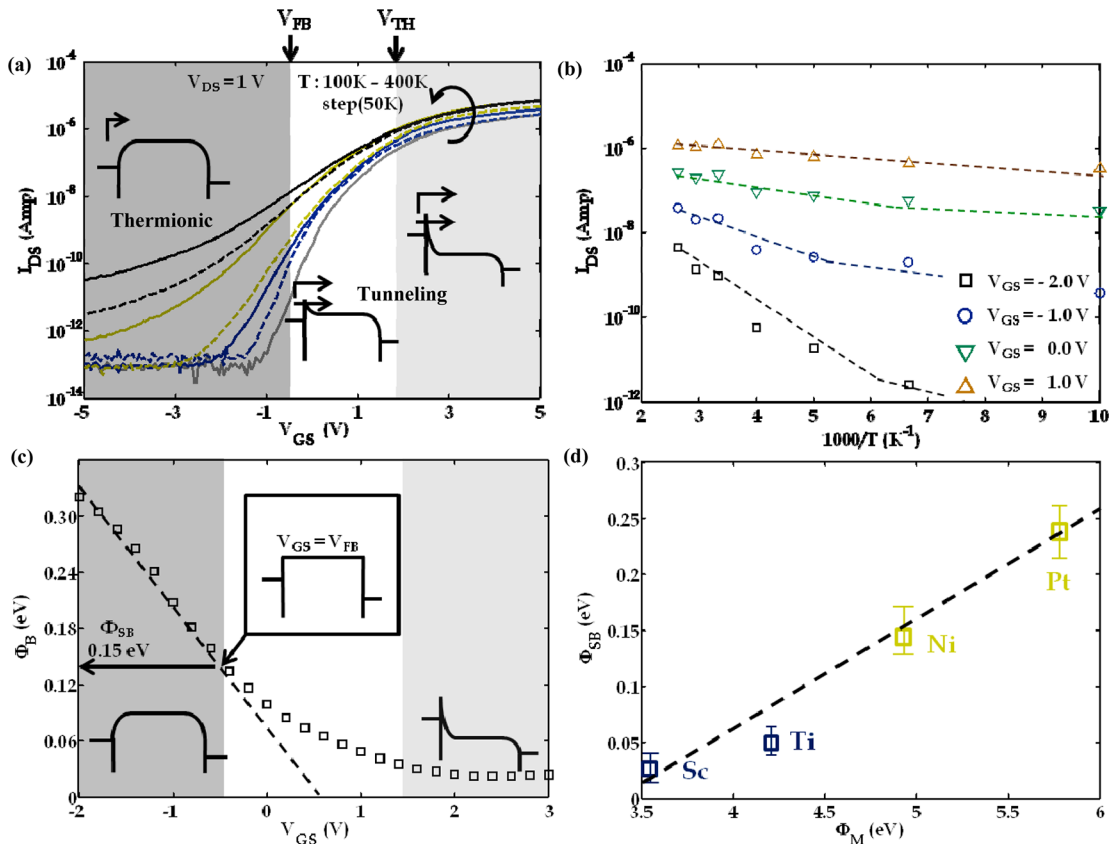 V_FB V_TH
(a)
10^-4
10^-6
10^-8
10^-10
10^-12
10^-14
I_DS (Amp)
V_DS = 1 V
T : 100K - 400K
step(50K)
Thermionic
Tunneling
-5 -3 -1 1 3 5
V_GS (V)
(b)
10^-4
10^-6
10^-8
10^-10
10^-12
I_DS (Amp)
V_GS = - 2.0 V
V_GS = - 1.0 V
V_GS = 0.0 V
V_GS = 1.0 V
2 3 4 5 6 7 8 9 10
1000/T (K^-1)
(c)
0.30
0.24
0.18
0.12
0.06
0
Φ_B (eV)
V_GS = V_FB
Φ_SB
0.15 eV
-2 -1 0 1 2 3
V_GS (V)
(d)
0.3
0.25
0.2
0.15
0.1
0.05
0
Φ_SB (eV)
Pt
Ni
Ti
Sc
3.5 4 4.5 5 5.5 6
Φ_M (eV)